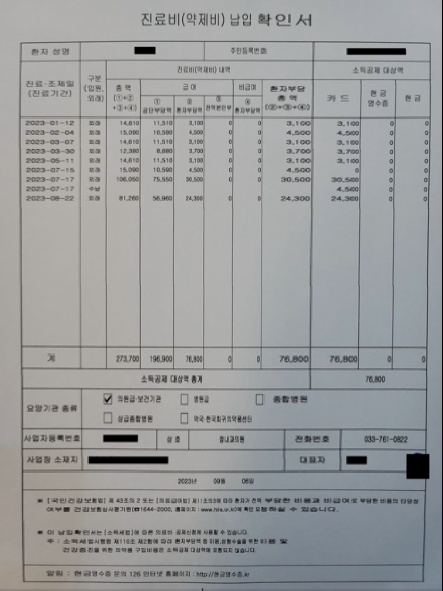 진료비(약제비) 납입 확인서
환자 성명 주민등록번호
진료·조제일 (진료기간) 구분 (입원, 외래) 진료비(약제비) 내역 소득공제 대상액
총 액 (①+②+③+④) 급 여 비급여 환자부담 총 액 (②+③+④) 카 드 현 금 영수증 현 금
① 공단부담액 ② 환자부담액 ③ 전액본인부 ④ 환자부담액
2023-01-12 외래 14,610 11,510 3,100 0 0 3,100 3,100 0 0
2023-02-04 외래 15,090 10,590 4,500 0 0 4,500 4,500 0 0
2023-03-07 외래 14,610 11,510 3,100 0 0 3,100 3,100 0 0
2023-03-30 외래 12,380 8,680 3,700 0 0 3,700 3,700 0 0
2023-05-11 외래 14,610 11,510 3,100 0 0 3,100 3,100 0 0
2023-07-15 외래 15,090 10,590 4,500 0 0 4,500 0 0 0
2023-07-17 외래 106,050 75,550 30,500 0 0 30,500 30,500 0 0
2023-07-17 수납 4,500 0 0
2023-08-22 외래 81,260 56,960 24,300 0 0 24,300 24,300 0 0
계 273,700 196,900 76,800 0 0 76,800 76,800 0 0
소득공제 대상액 총계 76,800
요양기관 종류 ✓ 의원급·보건기관 병원급 종합병원
상급종합병원 약국·한국희귀의약품센터
사업자등록번호 상 호 정내과의원 전화번호 033-761-0822
사업장 소재지 대표자
2023년 09월 06일
※ [국민건강보험법] 제 43조의 2 또는 [의료급여법] 제11조의3에 따라 환자가 전액 부담한 비용과 비급여로 부담한 비용의 타당성
여부를 건강보험심사평가원(☎1644-2000, 홈페이지 : www.hira.or.kr)에 확인 요청하실 수 있습니다.
※ 이 납입확인서는 [소득세법]에 따른 의료비 공제신청에 사용할 수 있습니다.
주 : 소득세법시행령 제110조 제2항에 따라 미용,성형수술을 위한 비용 및
건강증진을 위한 의약품 구입비용은 소득공제 대상에 포함되지 않습니다.
알림 : 현금영수증 문의 126 인터넷 홈페이지 : http://현금영수증.kr